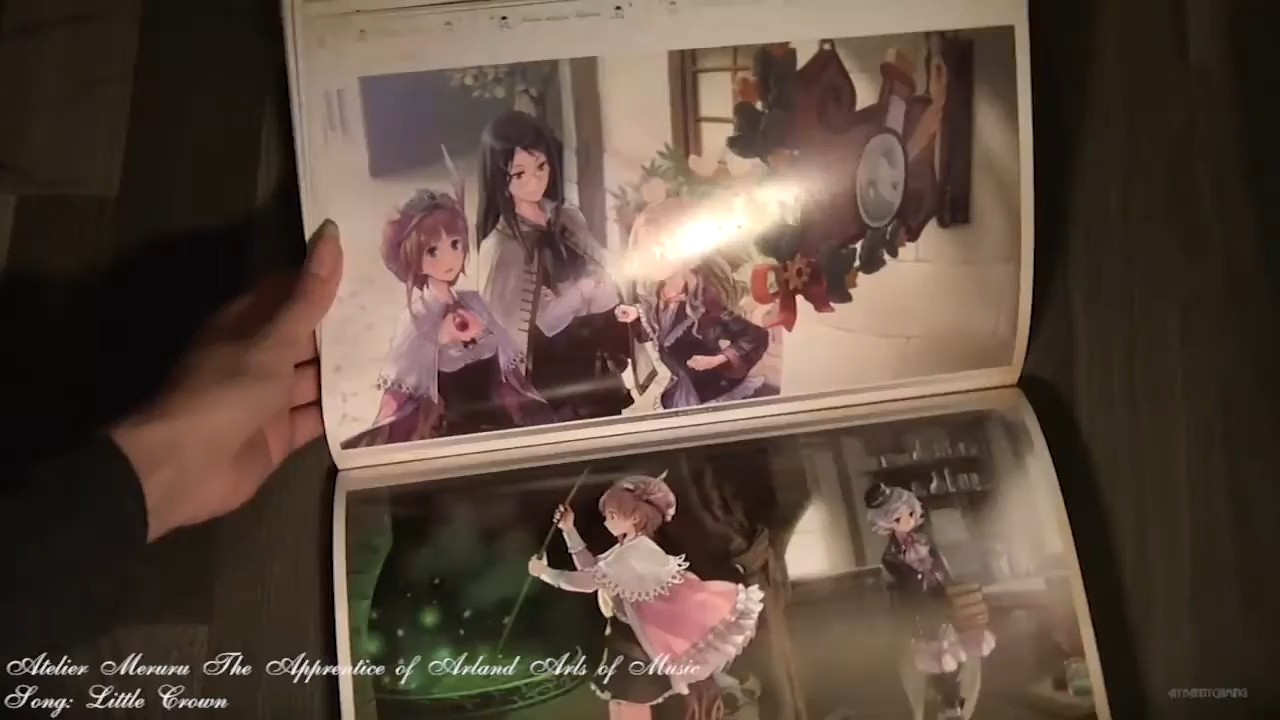 Atelier Meruru The Apprentice of Arland Arts of Music
Song: Little Crown